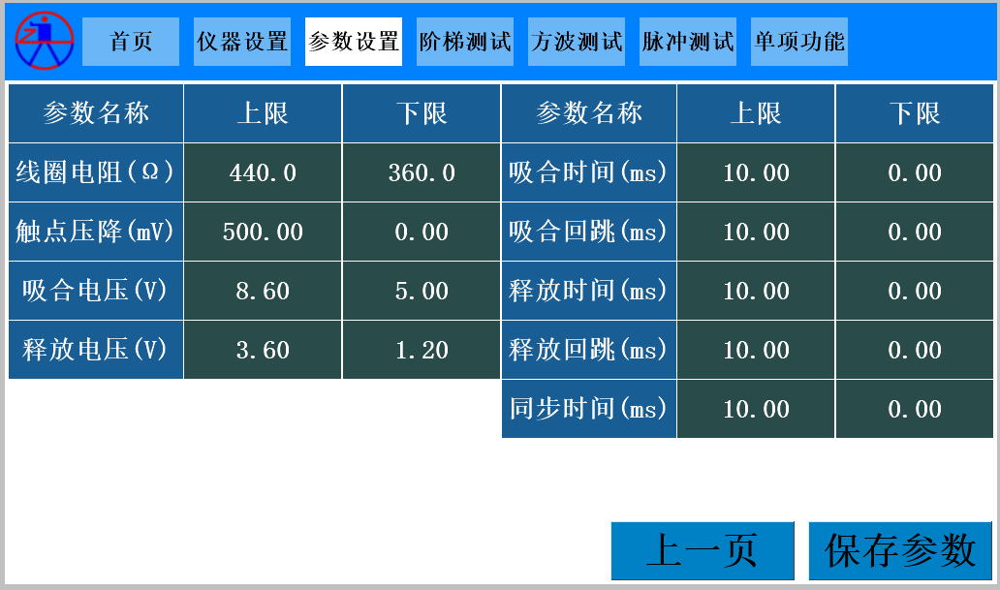 首页 仪器设置 参数设置 阶梯测试 方波测试 脉冲测试 单项功能
参数名称 上限 下限 参数名称 上限 下限
线圈电阻(Ω) 440.0 360.0 吸合时间(ms) 10.00 0.00
触点压降(mV) 500.00 0.00 吸合回跳(ms) 10.00 0.00
吸合电压(V) 8.60 5.00 释放时间(ms) 10.00 0.00
释放电压(V) 3.60 1.20 释放回跳(ms) 10.00 0.00
同步时间(ms) 10.00 0.00
上一页 保存参数